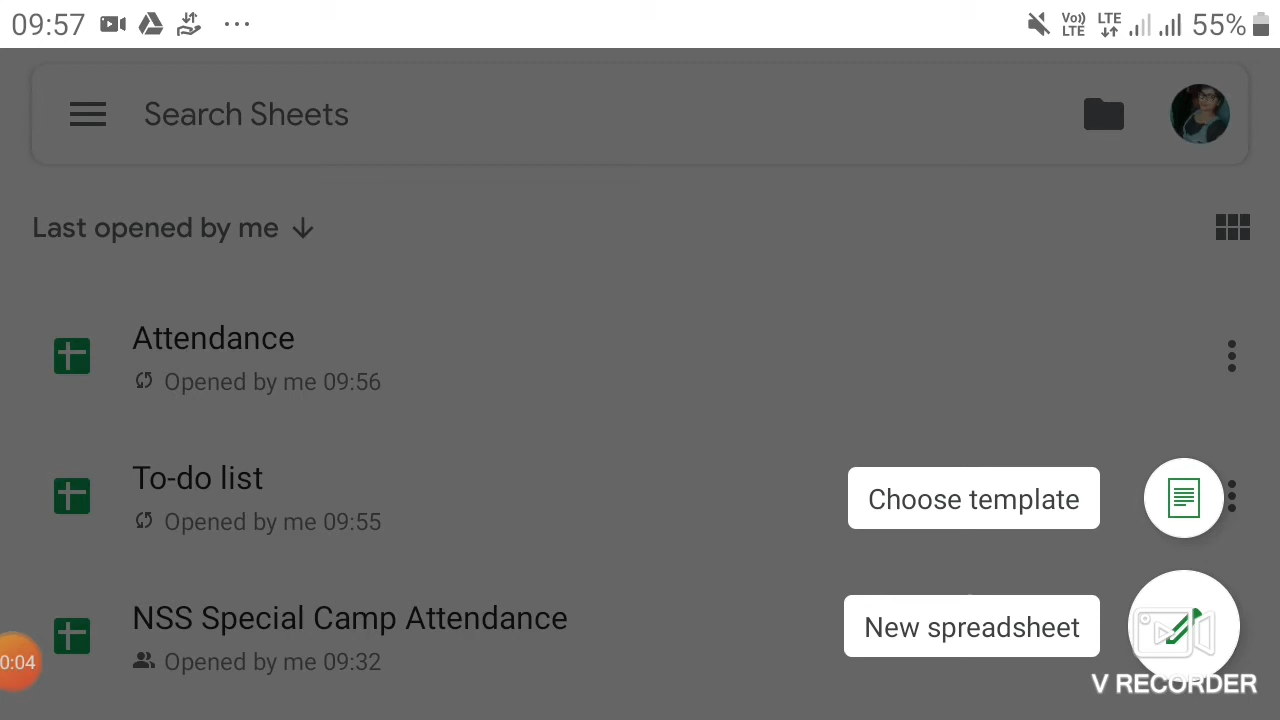 09:57
Vo)) LTE LTE 55%
Search Sheets
Last opened by me
Attendance
Opened by me 09:56
To-do list
Opened by me 09:55
Choose template
NSS Special Camp Attendance
Opened by me 09:32
New spreadsheet
0:04
V RECORDER